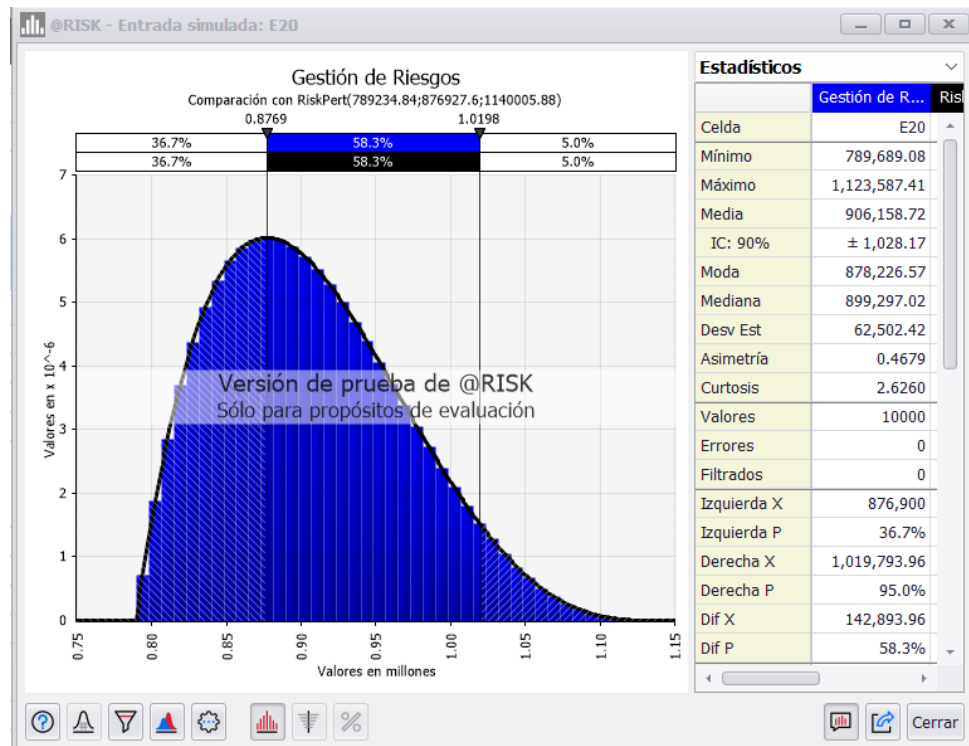 @RISK - Entrada simulada: E20
Gestión de Riesgos
Comparación con RiskPert(789234.84;876927.6;1140005.88)
0.8769 1.0198
36.7% 58.3% 5.0%
36.7% 58.3% 5.0%
7
6
5
4
3
2
1
0
Valores en x 10^-6
Versión de prueba de @RISK
Sólo para propósitos de evaluación
0.75 0.80 0.85 0.90 0.95 1.00 1.05 1.10 1.15
Valores en millones
Estadísticos
Gestión de R... Ris
Celda E20
Mínimo 789,689.08
Máximo 1,123,587.41
Media 906,158.72
IC: 90% ± 1,028.17
Moda 878,226.57
Mediana 899,297.02
Desv Est 62,502.42
Asimetría 0.4679
Curtosis 2.6260
Valores 10000
Errores 0
Filtrados 0
Izquierda X 876,900
Izquierda P 36.7%
Derecha X 1,019,793.96
Derecha P 95.0%
Dif X 142,893.96
Dif P 58.3%
Cerrar